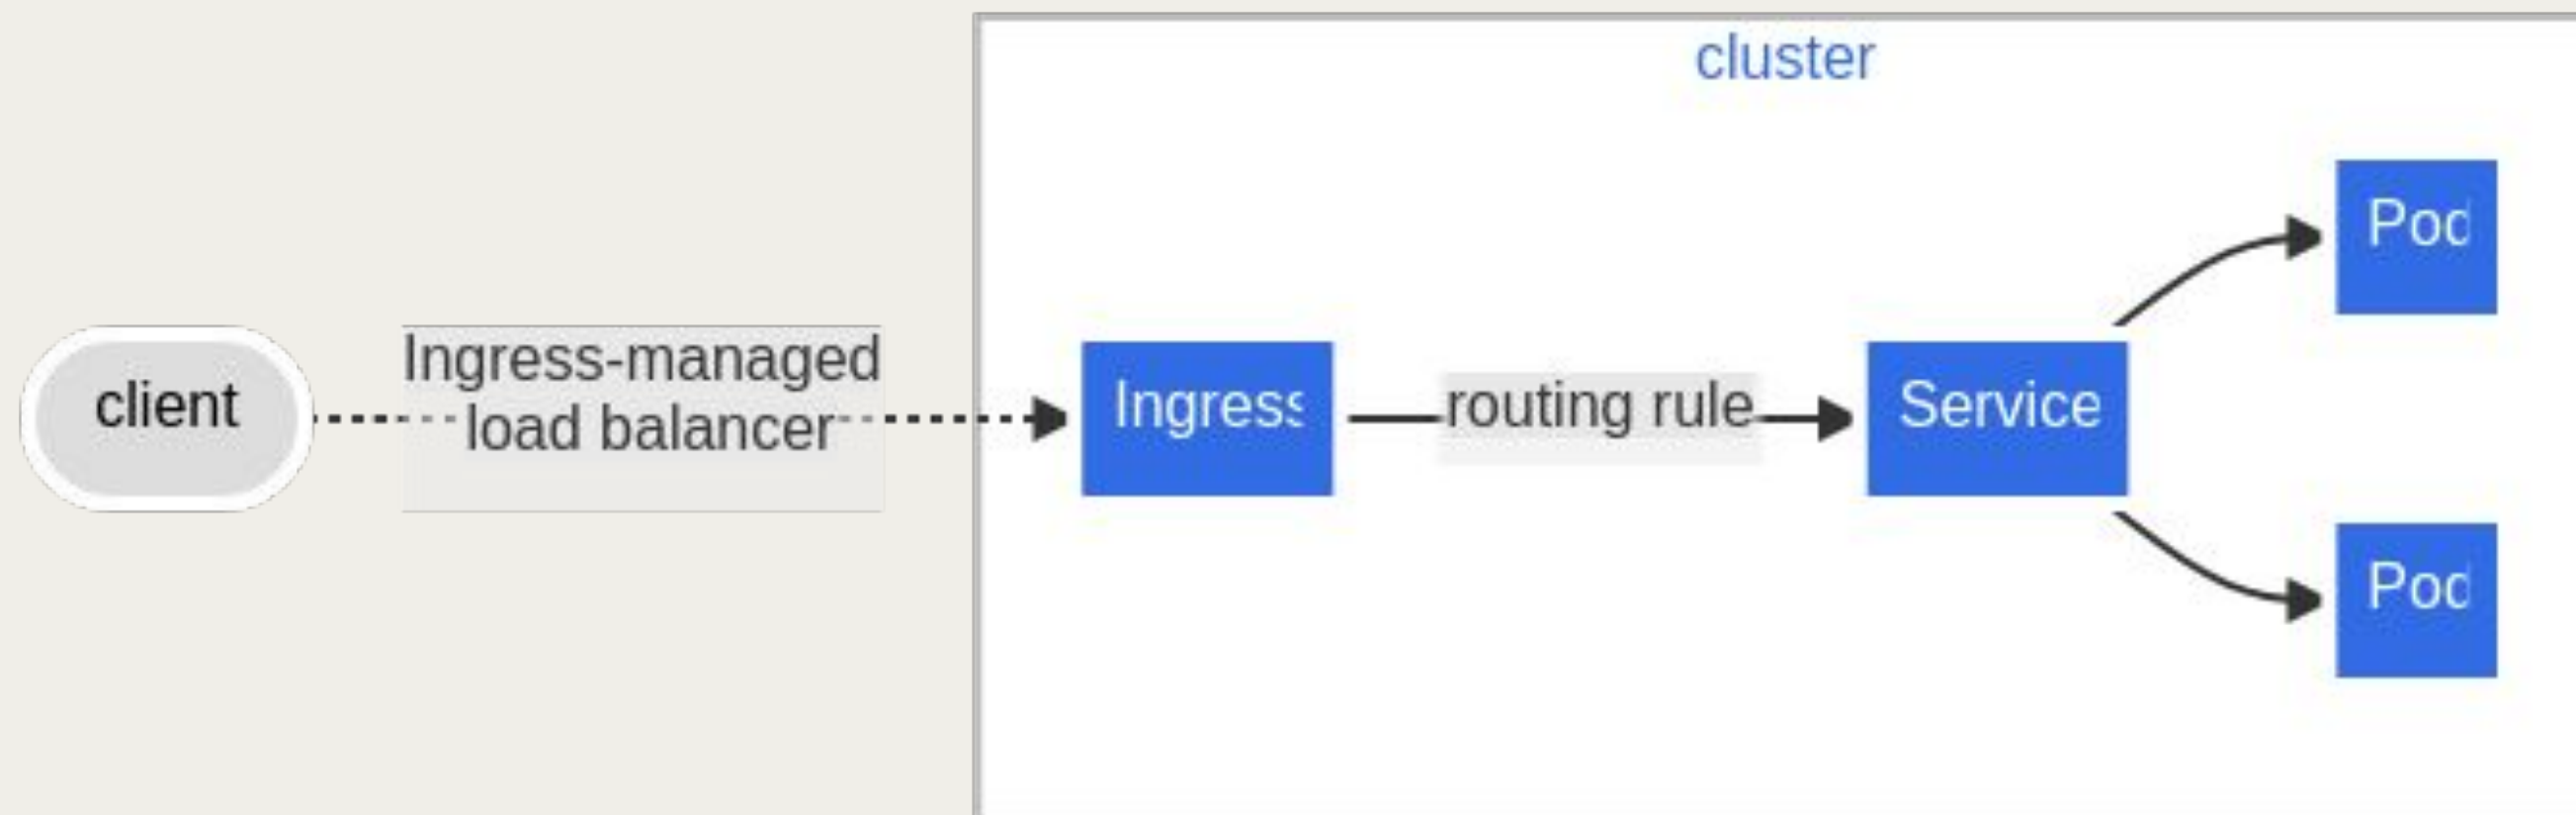 cluster
client
Ingress-managed
load balancer
Ingress
routing rule
Service
Pod
Pod